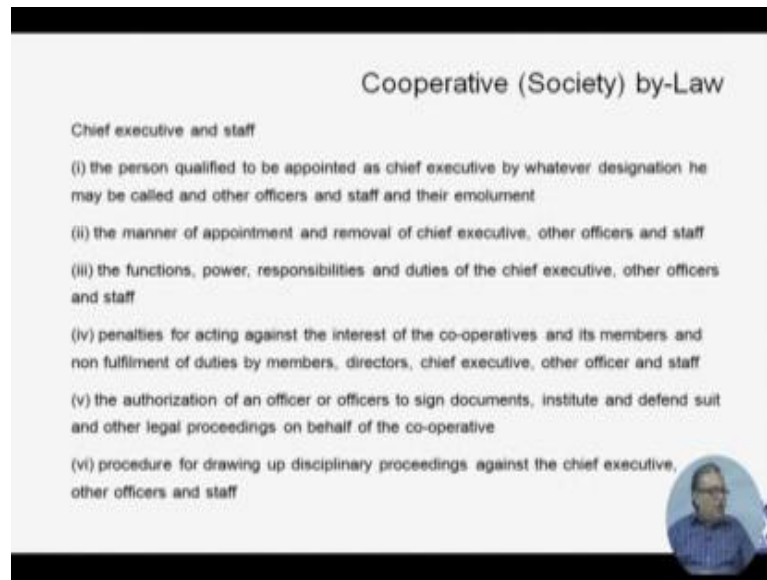 Cooperative (Society) by-Law
Chief executive and staff
(i) the person qualified to be appointed as chief executive by whatever designation he
may be called and other officers and staff and their emolument
(ii) the manner of appointment and removal of chief executive, other officers and staff
(iii) the functions, power, responsibilities and duties of the chief executive, other officers
and staff
(iv) penalties for acting against the interest of the co-operatives and its members and
non fulfilment of duties by members, directors, chief executive, other officer and staff
(v) the authorization of an officer or officers to sign documents, institute and defend suit
and other legal proceedings on behalf of the co-operative
(vi) procedure for drawing up disciplinary proceedings against the chief executive,
other officers and staff